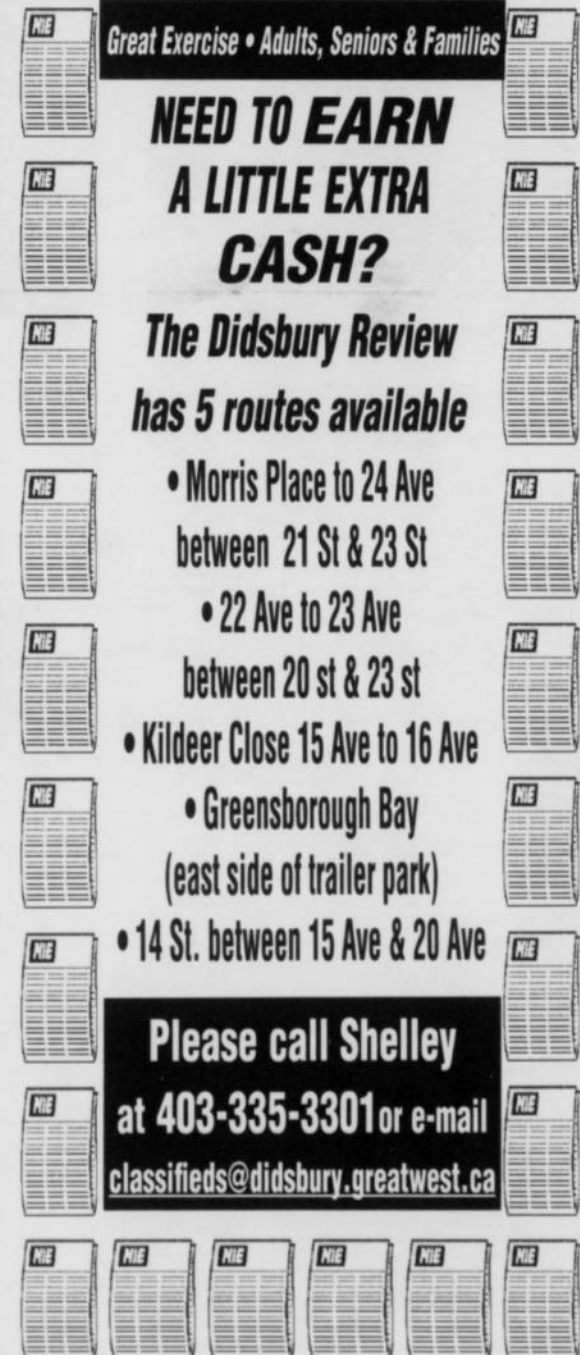 Great Exercise • Adults, Seniors & Families
NEED TO EARN
A LITTLE EXTRA
CASH?
The Didsbury Review
has 5 routes available
• Morris Place to 24 Ave
between 21 St & 23 St
• 22 Ave to 23 Ave
between 20 st & 23 st
• Kildeer Close 15 Ave to 16 Ave
• Greensborough Bay
(east side of trailer park)
• 14 St. between 15 Ave & 20 Ave
Please call Shelley
at 403-335-3301 or e-mail
classifieds@didsbury.greatwest.ca